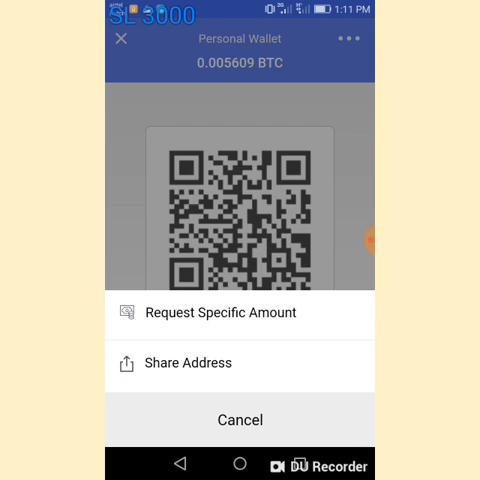 SL 3000
1:11 PM
Personal Wallet
0.005609 BTC
Request Specific Amount
Share Address
Cancel
DU Recorder